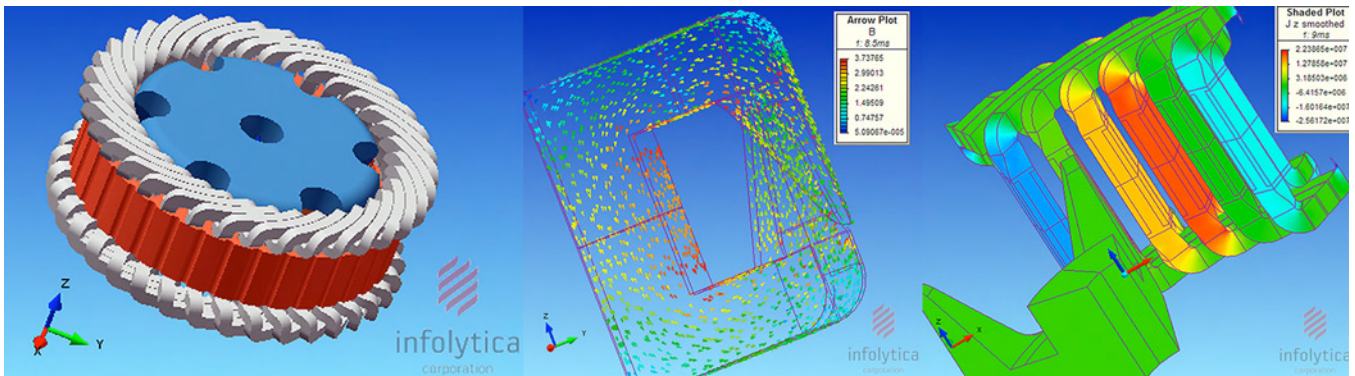 Z
Y
X
infolytica
corporation
Arrow Plot
B
t: 8.5ms
3.73765
2.99013
2.24261
1.49509
0.74757
5.09067e-005
Z
Y
infolytica
corporation
Shaded Plot
J z smoothed
t: 9ms
2.23865e+007
1.27858e+007
3.18503e+006
-6.4157e+006
-1.60164e+007
-2.56172e+007
Z
X
infolytica
corporation